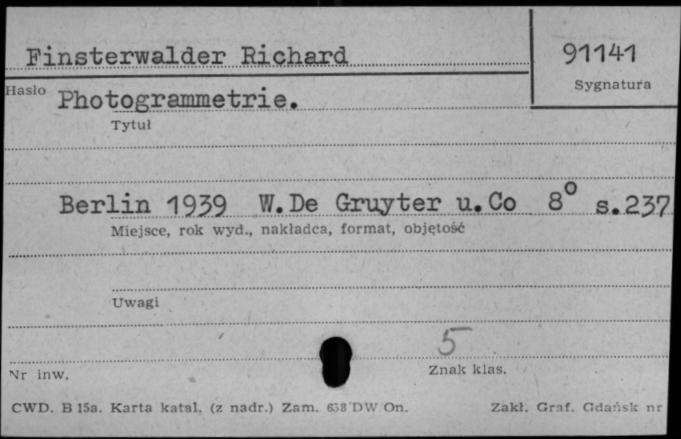 Finsterwalder Richard
91141
Sygnatura
Hasło
Photogrammetrie.
Tytuł
Berlin 1939 W.De Gruyter u.Co 8° s.237
Miejsce, rok wyd., nakładca, format, objętość
Uwagi
5
Nr inw.
Znak klas.
CWD. B 15a. Karta katal. (z nadr.) Zam. 638 DW On.
Zakł. Graf. Gdańsk nr